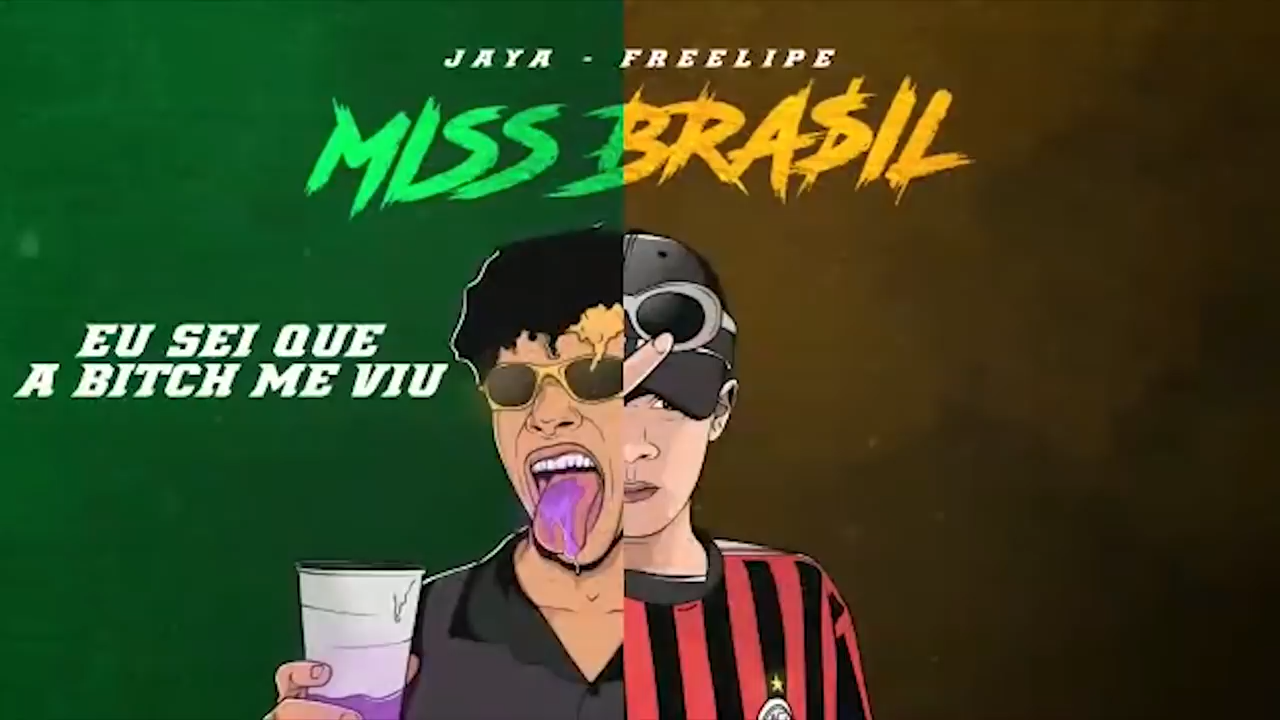 JAYA - FREELIPE
MISS BRA$IL
EU SEI QUE
A BITCH ME VIU